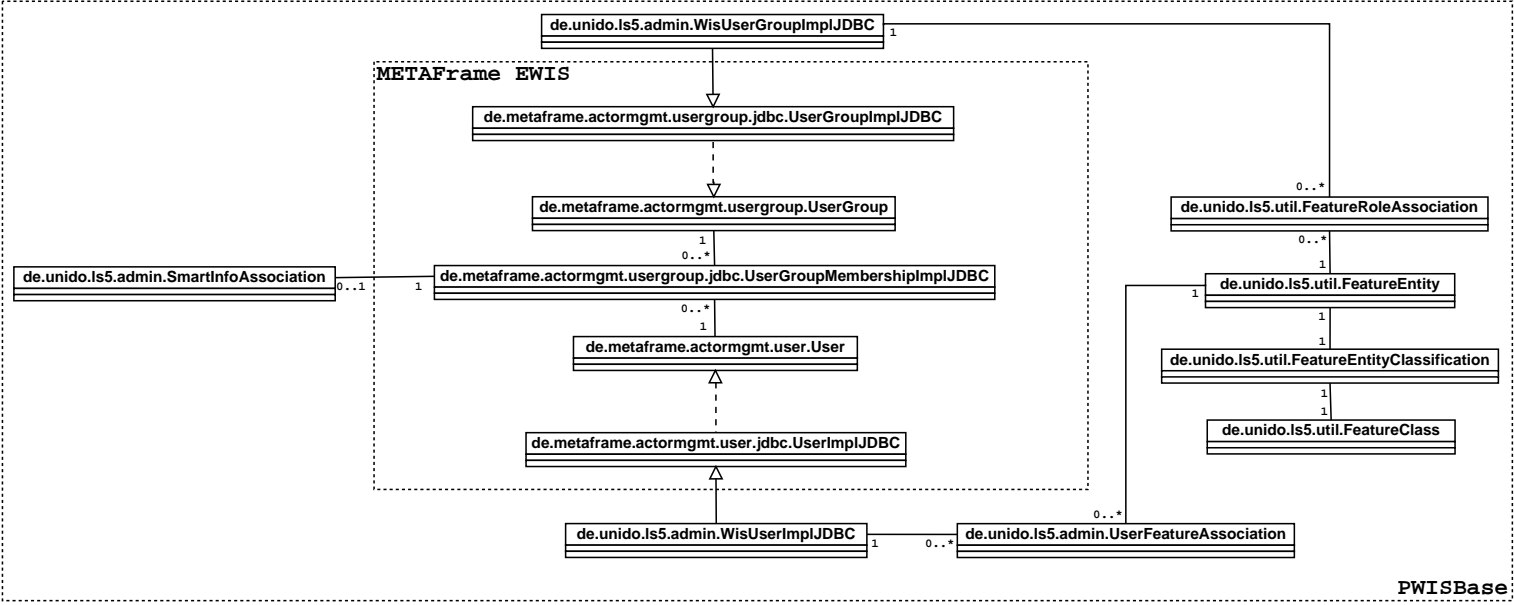 de.unido.ls5.admin.WisUserGroupImplJDBC
1
METAFrame EWIS
de.metaframe.actormgmt.usergroup.jdbc.UserGroupImplJDBC
0..*
de.metaframe.actormgmt.usergroup.UserGroup
de.unido.ls5.util.FeatureRoleAssociation
1
0..*
0..*
1
de.unido.ls5.admin.SmartInfoAssociation
0..1
1
de.metaframe.actormgmt.usergroup.jdbc.UserGroupMembershipImplJDBC
de.unido.ls5.util.FeatureEntity
1
0..*
1
1
1
de.metaframe.actormgmt.user.User
de.unido.ls5.util.FeatureEntityClassification
1
1
de.metaframe.actormgmt.user.jdbc.UserImplJDBC
de.unido.ls5.util.FeatureClass
0..*
de.unido.ls5.admin.WisUserImplJDBC
1
0..*
de.unido.ls5.admin.UserFeatureAssociation
PWISBase